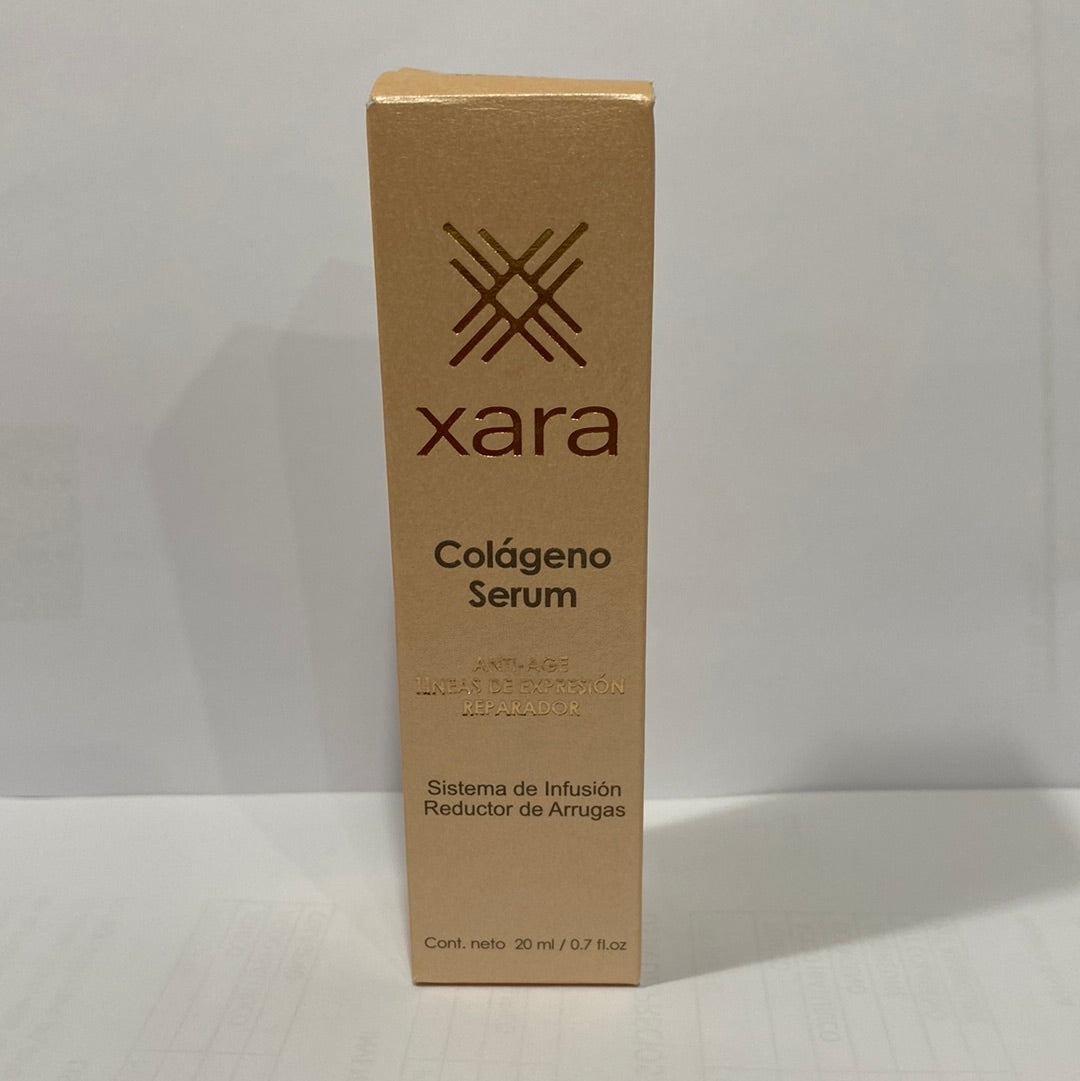 xara
Colágeno
Serum
ANTI-AGE
LÍNEAS DE EXPRESIÓN
REPARADOR
Sistema de Infusión
Reductor de Arrugas
Cont. neto 20 ml / 0.7 fl.oz